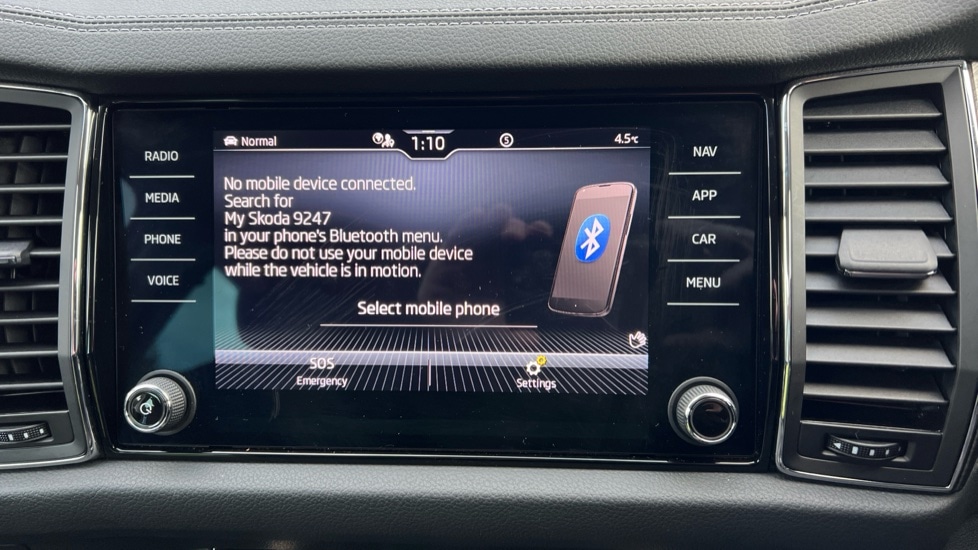 Normal
1:10
S
4.5°C
RADIO
MEDIA
PHONE
VOICE
No mobile device connected.
Search for
My Skoda 9247
in your phone's Bluetooth menu.
Please do not use your mobile device
while the vehicle is in motion.
Select mobile phone
SOS
Emergency
Settings
NAV
APP
CAR
MENU